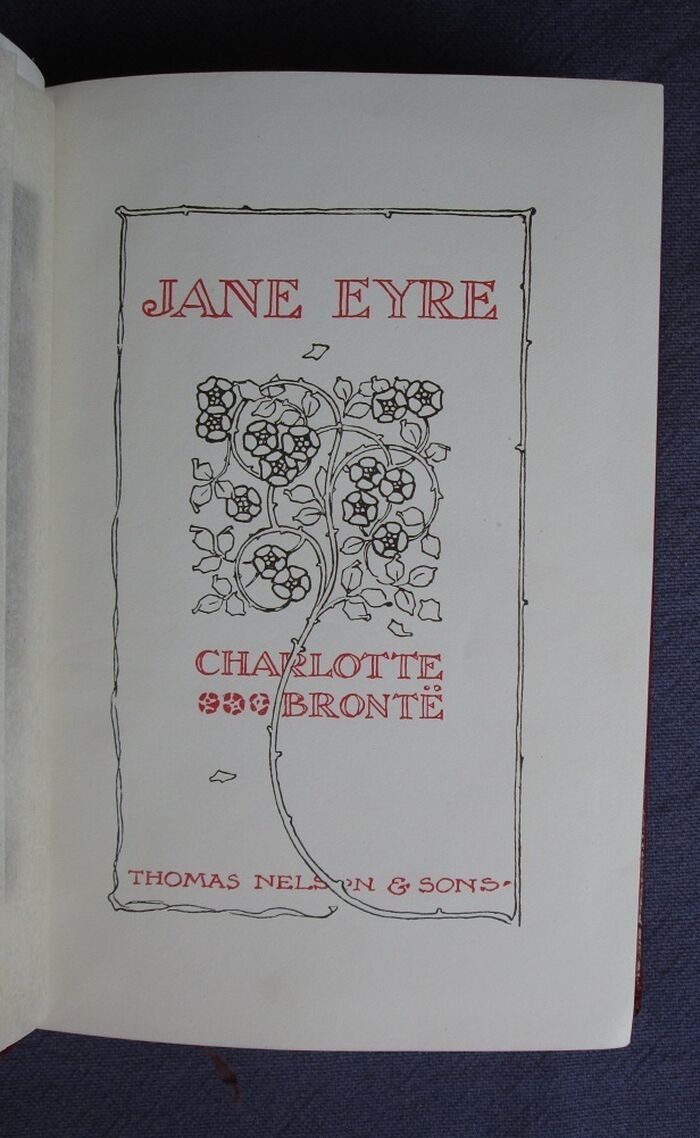 JANE EYRE
CHARLOTTE
BRONTË
THOMAS NELSON & SONS